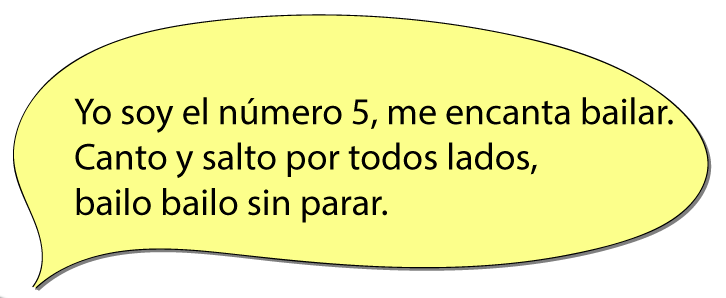 Yo soy el número 5, me encanta bailar.
Canto y salto por todos lados,
bailo bailo sin parar.